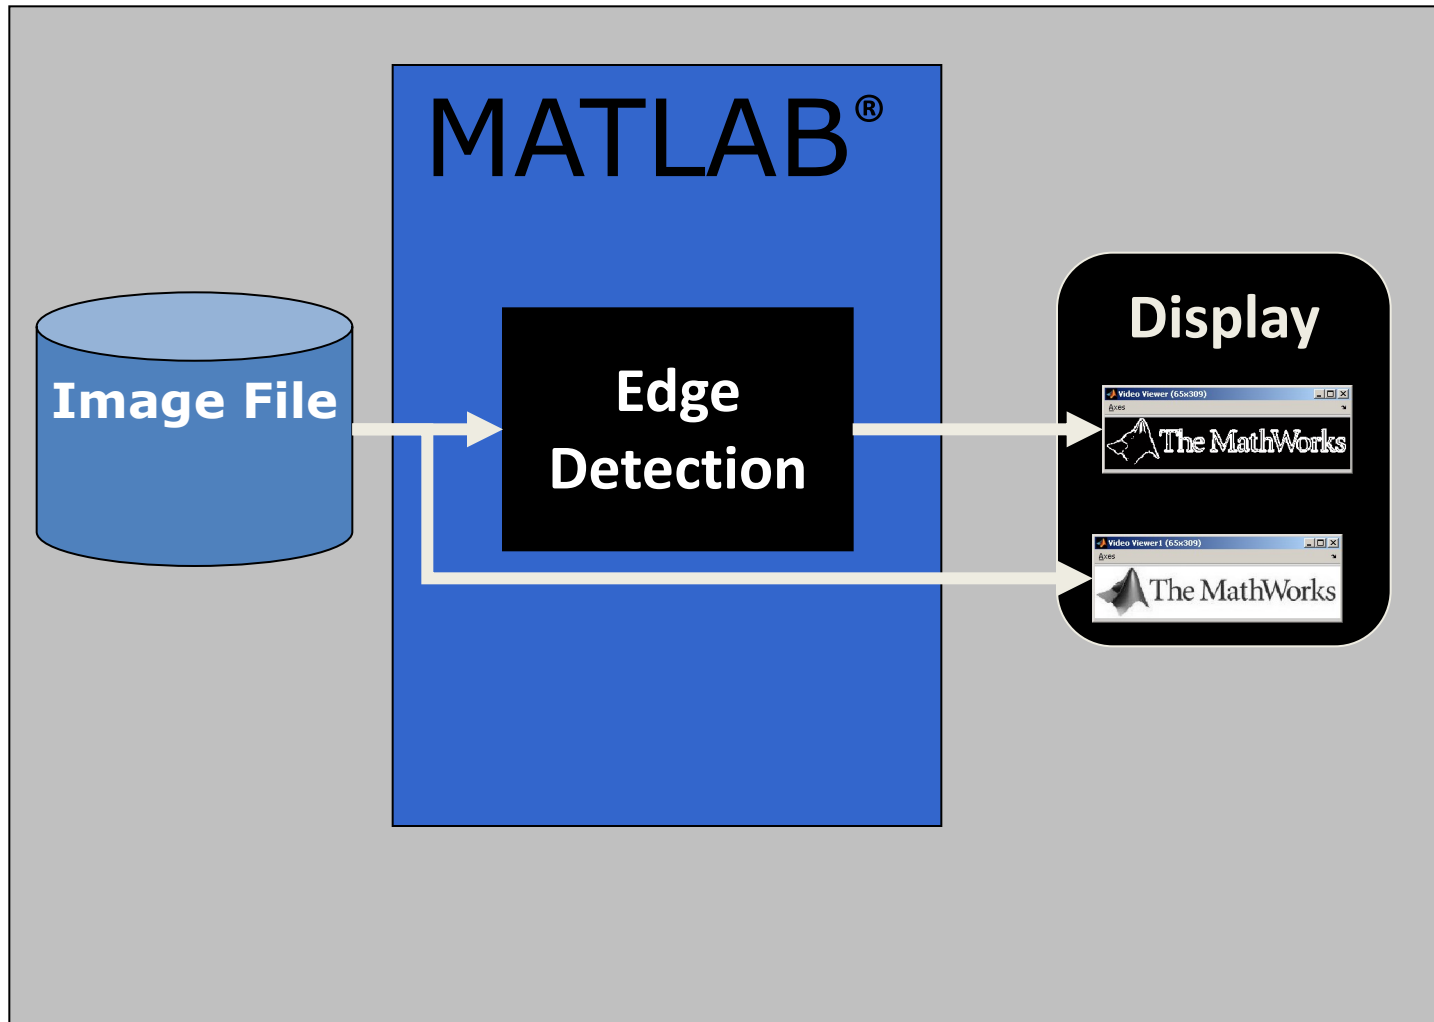 MATLAB®
Image File
Edge
Detection
Display
Video Viewer (65x309)
Axes
The MathWorks
Video Viewer1 (65x309)
Axes
The MathWorks